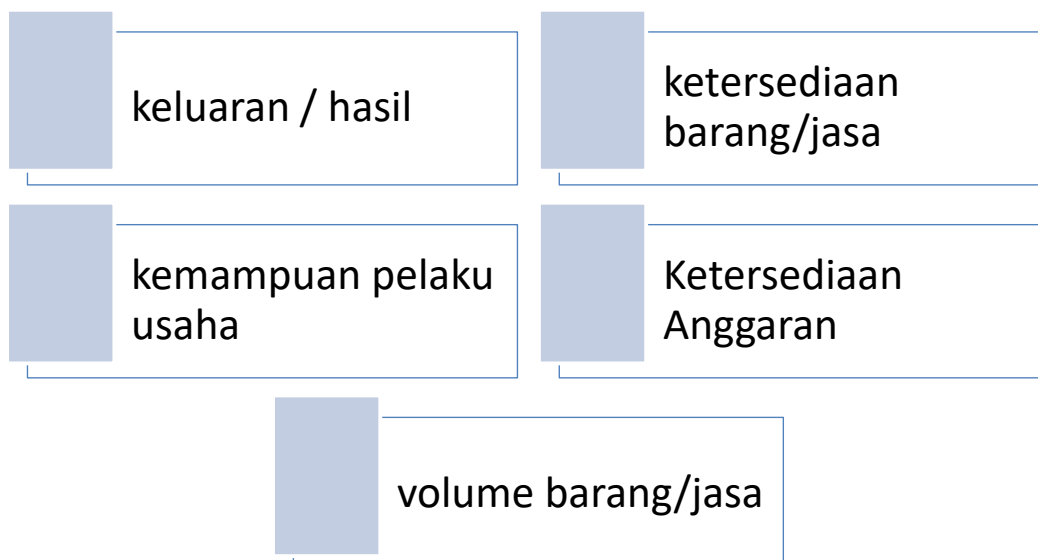 keluaran / hasil
ketersediaan
barang/jasa
kemampuan pelaku
usaha
Ketersediaan
Anggaran
volume barang/jasa